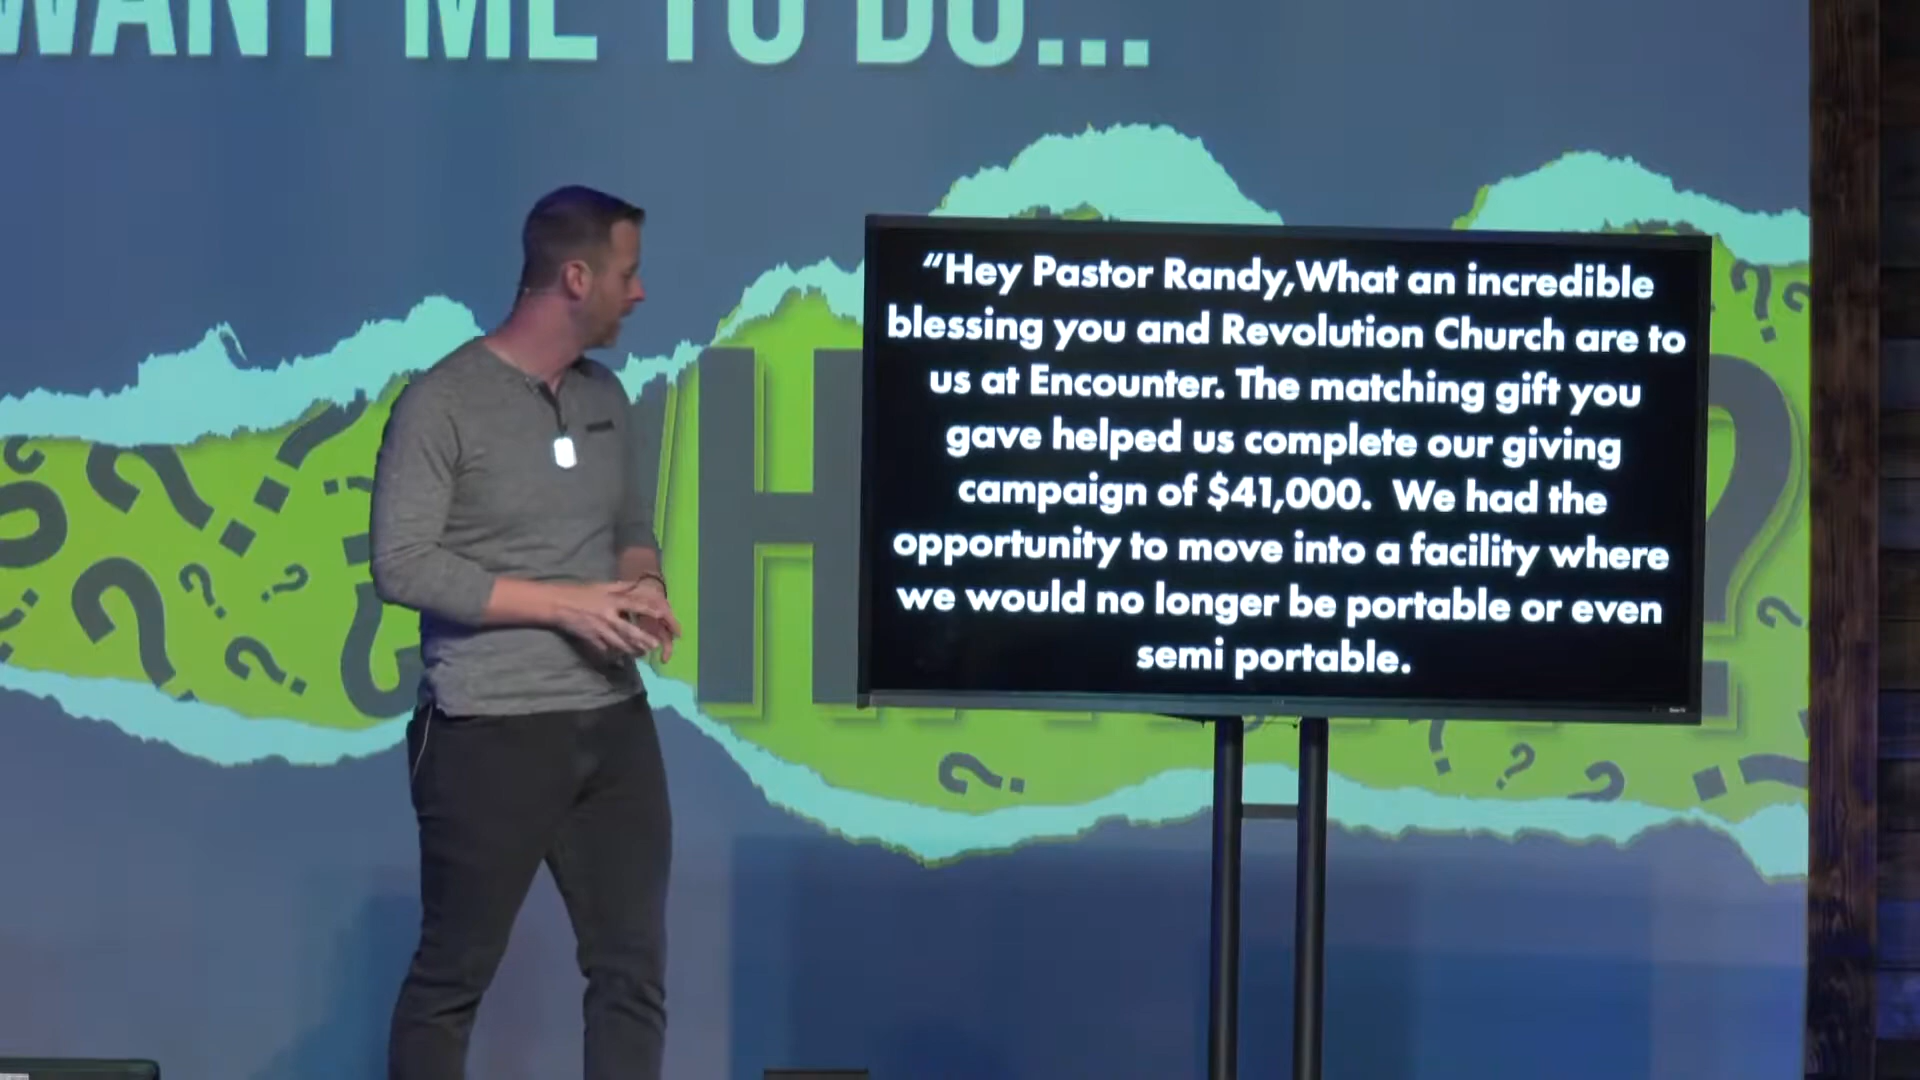 WANT ME TO DO...
“Hey Pastor Randy,What an incredible
blessing you and Revolution Church are to
us at Encounter. The matching gift you
gave helped us complete our giving
campaign of $41,000.  We had the
opportunity to move into a facility where
we would no longer be portable or even
semi portable.